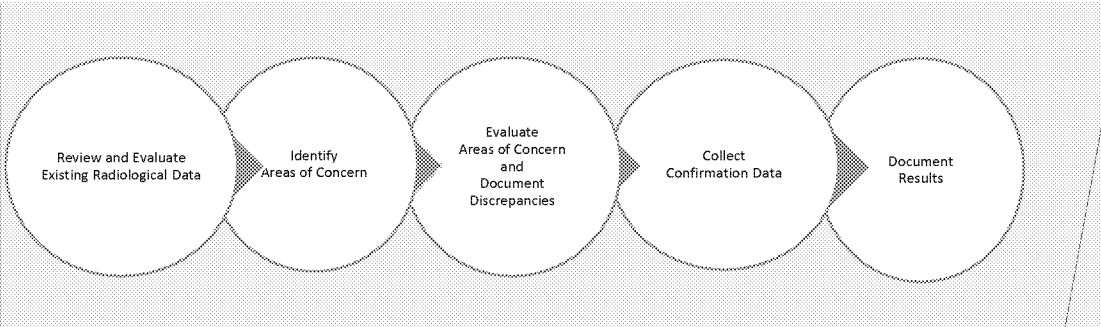 Review and Evaluate
Existing Radiological Data
Identify
Areas of Concern
Evaluate
Areas of Concern
and
Document
Discrepancies
Collect
Confirmation Data
Document
Results